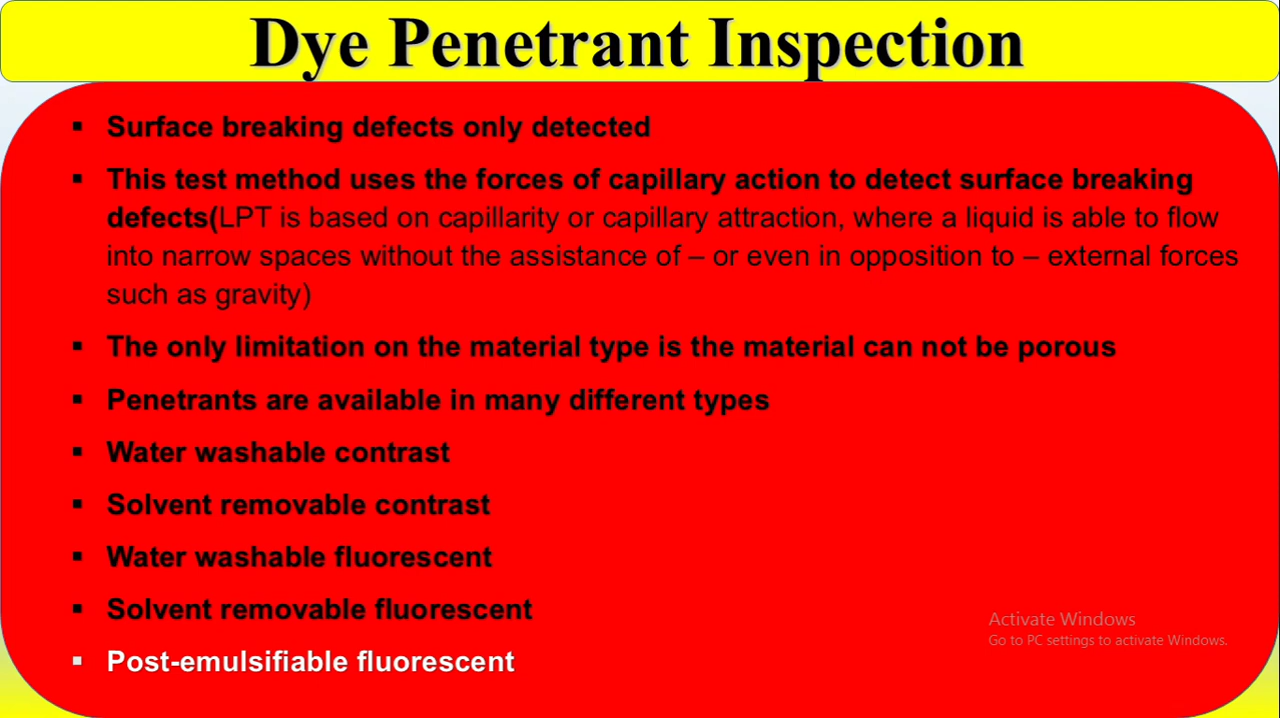 Dye Penetrant Inspection
▪ Surface breaking defects only detected
▪ This test method uses the forces of capillary action to detect surface breaking
defects(LPT is based on capillarity or capillary attraction, where a liquid is able to flow
into narrow spaces without the assistance of – or even in opposition to – external forces
such as gravity)
▪ The only limitation on the material type is the material can not be porous
▪ Penetrants are available in many different types
▪ Water washable contrast
▪ Solvent removable contrast
▪ Water washable fluorescent
▪ Solvent removable fluorescent
▪ Post-emulsifiable fluorescent
Activate Windows
Go to PC settings to activate Windows.